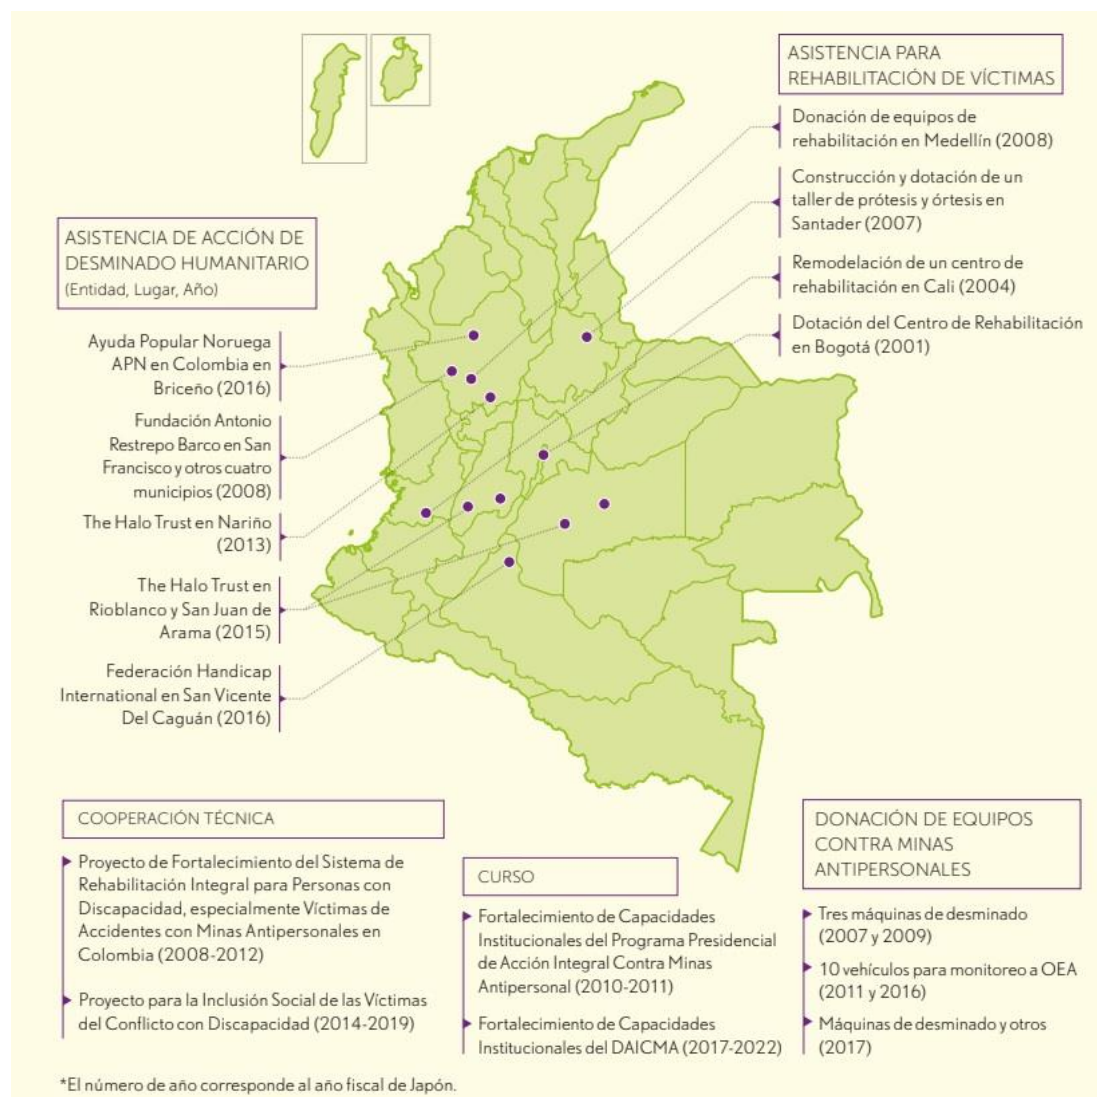 ASISTENCIA PARA
REHABILITACIÓN DE VÍCTIMAS
Donación de equipos de
rehabilitación en Medellín (2008)
Construcción y dotación de un
taller de prótesis y órtesis en
Santader (2007)
Remodelación de un centro de
rehabilitación en Cali (2004)
Dotación del Centro de Rehabilitación
en Bogotá (2001)
ASISTENCIA DE ACCIÓN DE
DESMINADO HUMANITARIO
(Entidad, Lugar, Año)
Ayuda Popular Noruega
APN en Colombia en
Briceño (2016)
Fundación Antonio
Restrepo Barco en San
Francisco y otros cuatro
municipios (2008)
The Halo Trust en Nariño
(2013)
The Halo Trust en
Rioblanco y San Juan de
Arama (2015)
Federación Handicap
International en San Vicente
Del Caguán (2016)
COOPERACIÓN TÉCNICA
Proyecto de Fortalecimiento del Sistema de
Rehabilitación Integral para Personas con
Discapacidad, especialmente Víctimas de
Accidentes con Minas Antipersonales en
Colombia (2008-2012)
Proyecto para la Inclusión Social de las Víctimas
del Conflicto con Discapacidad (2014-2019)
CURSO
Fortalecimiento de Capacidades
Institucionales del Programa Presidencial
de Acción Integral Contra Minas
Antipersonal (2010-2011)
Fortalecimiento de Capacidades
Institucionales del DAICMA (2017-2022)
DONACIÓN DE EQUIPOS
CONTRA MINAS
ANTIPERSONALES
Tres máquinas de desminado
(2007 y 2009)
10 vehículos para monitoreo a OEA
(2011 y 2016)
Máquinas de desminado y otros
(2017)
*El número de año corresponde al año fiscal de Japón.